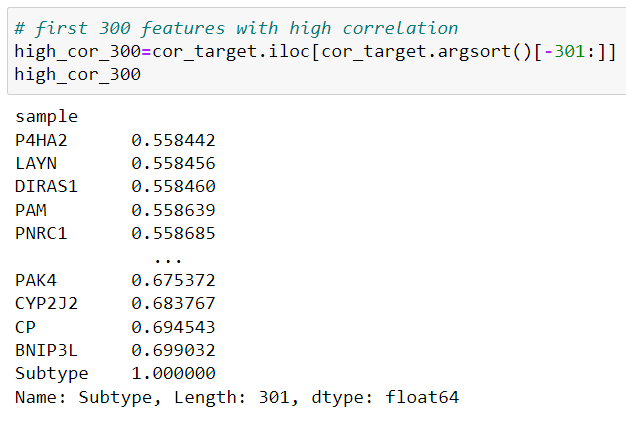 # first 300 features with high correlation
high_cor_300=cor_target.iloc[cor_target.argsort()[-301:]]
high_cor_300
sample
P4HA2      0.558442
LAYN       0.558456
DIRAS1     0.558460
PAM        0.558639
PNRC1      0.558685
             ...
PAK4       0.675372
CYP2J2     0.683767
CP         0.694543
BNIP3L     0.699032
Subtype    1.000000
Name: Subtype, Length: 301, dtype: float64